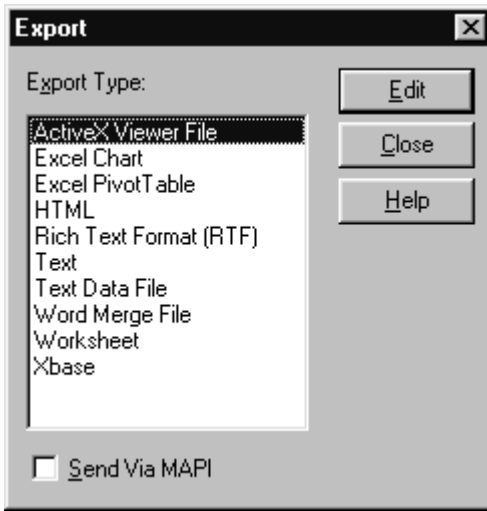 Export
Export Type:
ActiveX Viewer File
Excel Chart
Excel PivotTable
HTML
Rich Text Format (RTF)
Text
Text Data File
Word Merge File
Worksheet
Xbase
Edit
Close
Help
Send Via MAPI